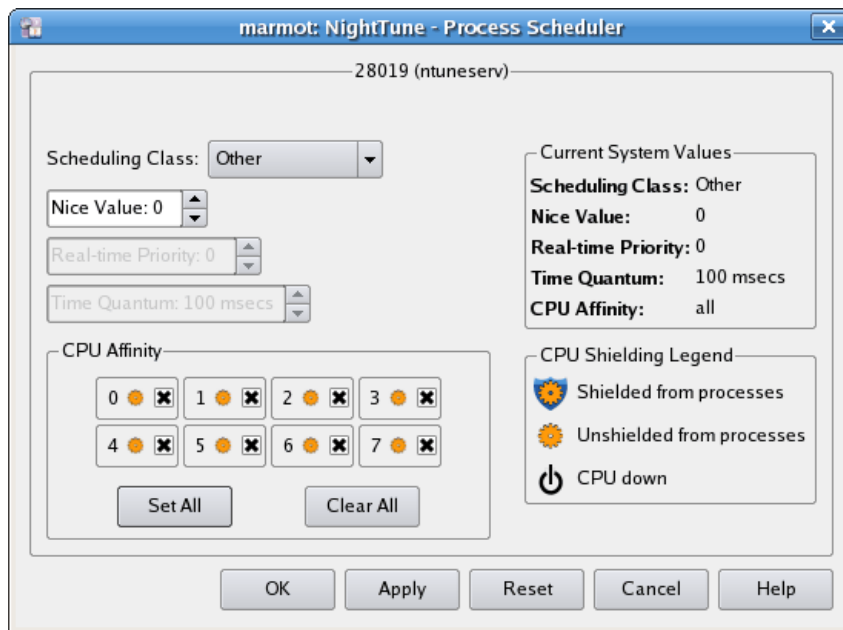 marmot: NightTune - Process Scheduler
28019 (ntuneserv)
Scheduling Class: Other
Nice Value: 0
Real-time Priority: 0
Time Quantum: 100 msecs
Current System Values
Scheduling Class: Other
Nice Value: 0
Real-time Priority: 0
Time Quantum: 100 msecs
CPU Affinity: all
CPU Affinity
0 1 2 3
4 5 6 7
Set All Clear All
CPU Shielding Legend
Shielded from processes
Unshielded from processes
CPU down
OK Apply Reset Cancel Help